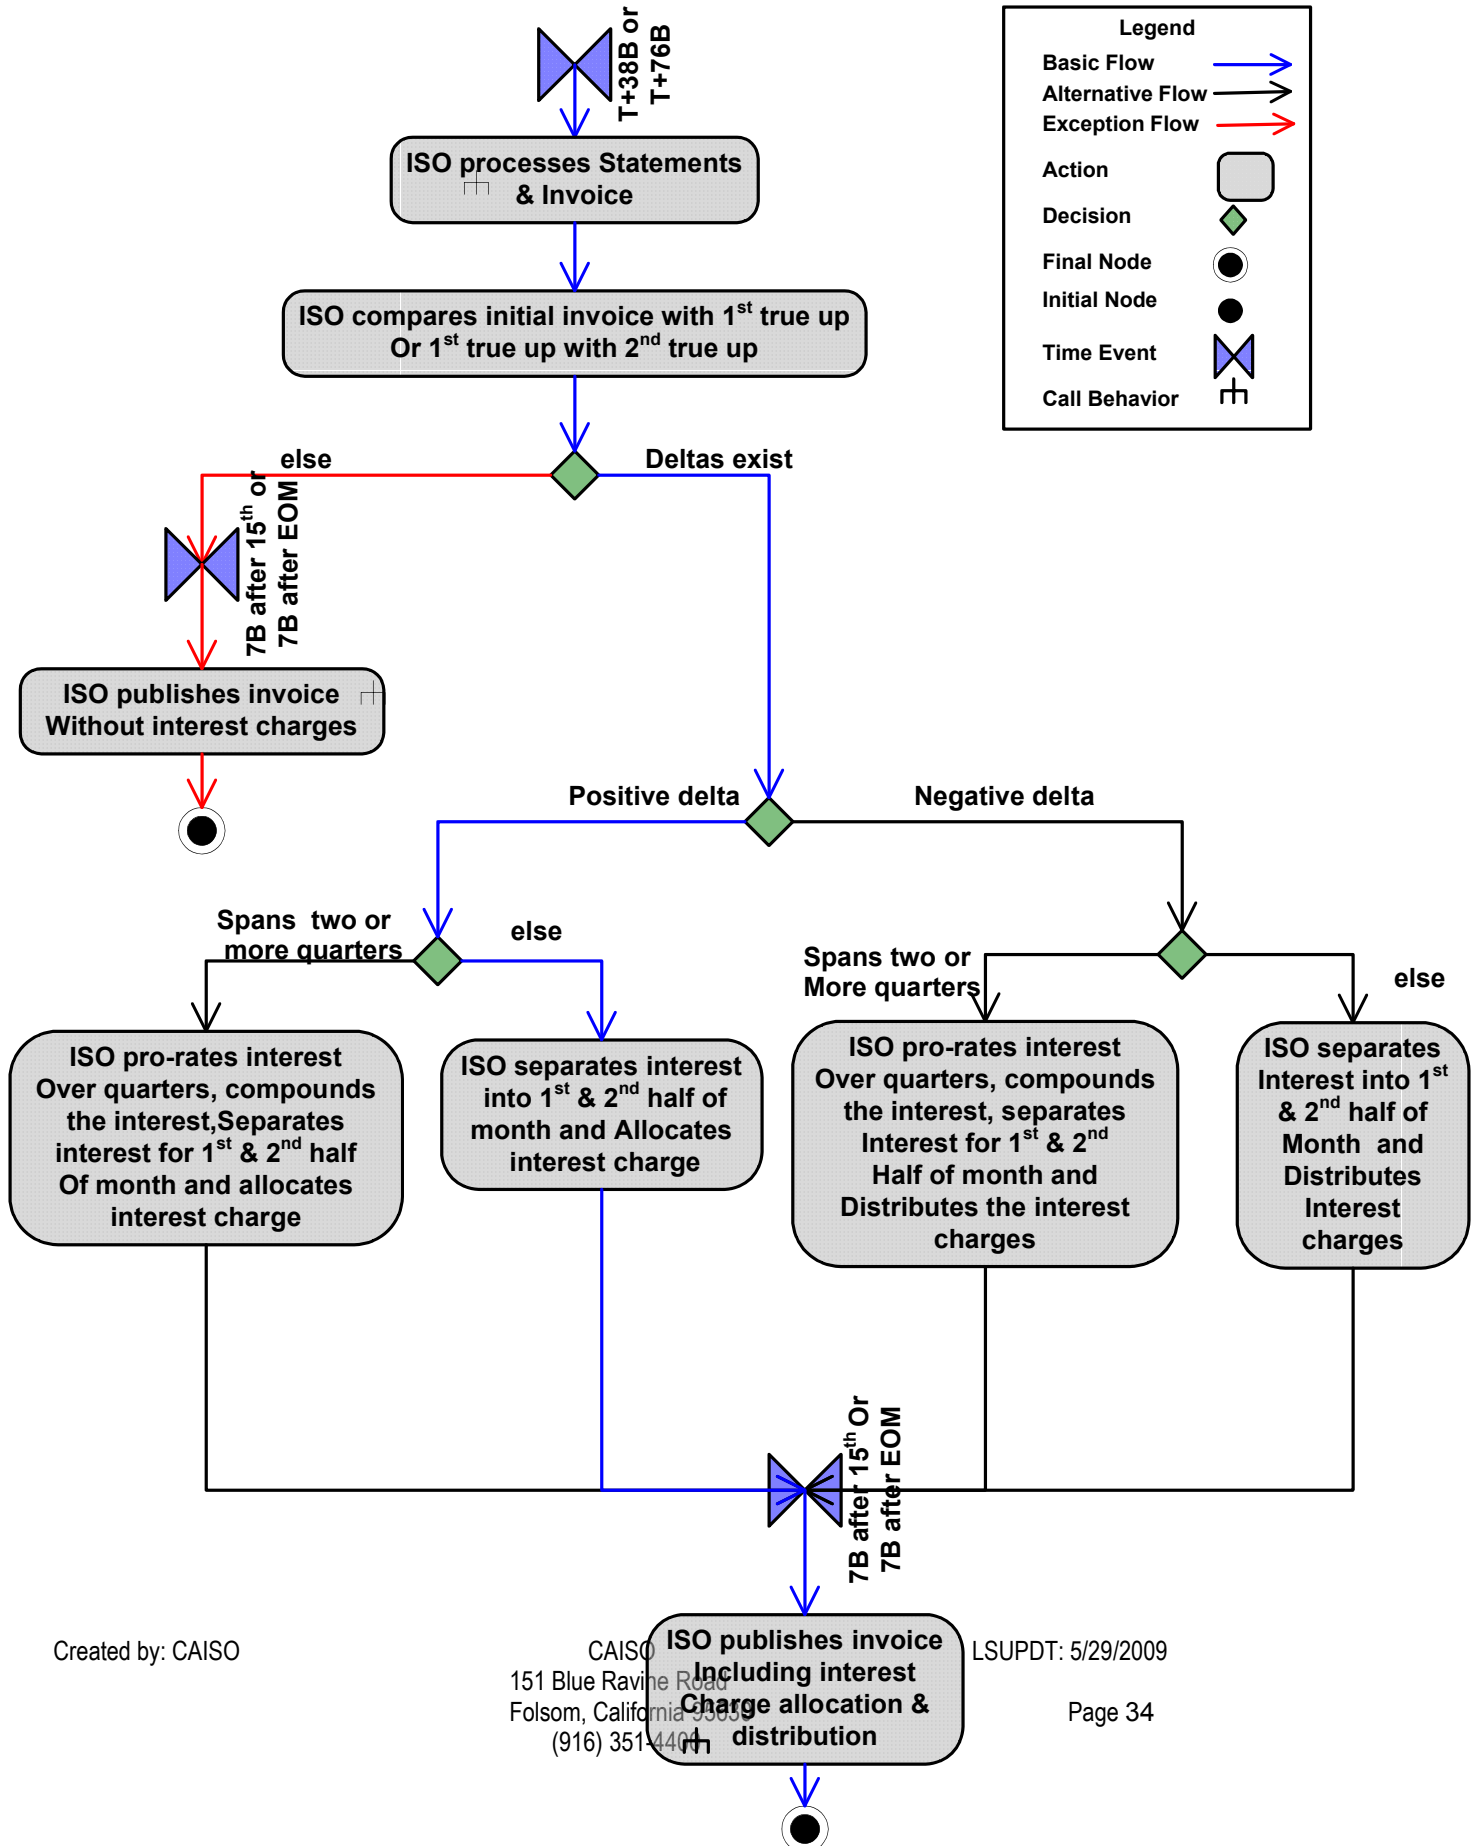 T+38B or
T+76B
Legend
Basic Flow
Alternative Flow
Exception Flow
Action
Decision
Final Node
Initial Node
Time Event
Call Behavior
ISO processes Statements
& Invoice
ISO compares initial invoice with 1st true up
Or 1st true up with 2nd true up
else
Deltas exist
7B after 15th or
7B after EOM
ISO publishes invoice
Without interest charges
Positive delta
Negative delta
Spans two or
more quarters
else
Spans two or
More quarters
else
ISO pro-rates interest
Over quarters, compounds
the interest,Separates
interest for 1st & 2nd half
Of month and allocates
interest charge
ISO separates interest
into 1st & 2nd half of
month and Allocates
interest charge
ISO pro-rates interest
Over quarters, compounds
the interest, separates
Interest for 1st & 2nd
Half of month and
Distributes the interest
charges
ISO separates
Interest into 1st
& 2nd half of
Month and
Distributes
Interest
charges
7B after 15th Or
7B after EOM
ISO publishes invoice
Including interest
Charge allocation &
distribution
Created by: CAISO
CAISO
151 Blue Ravine Road
Folsom, California 95630
(916) 351-4400
LSUPDT: 5/29/2009
Page 34